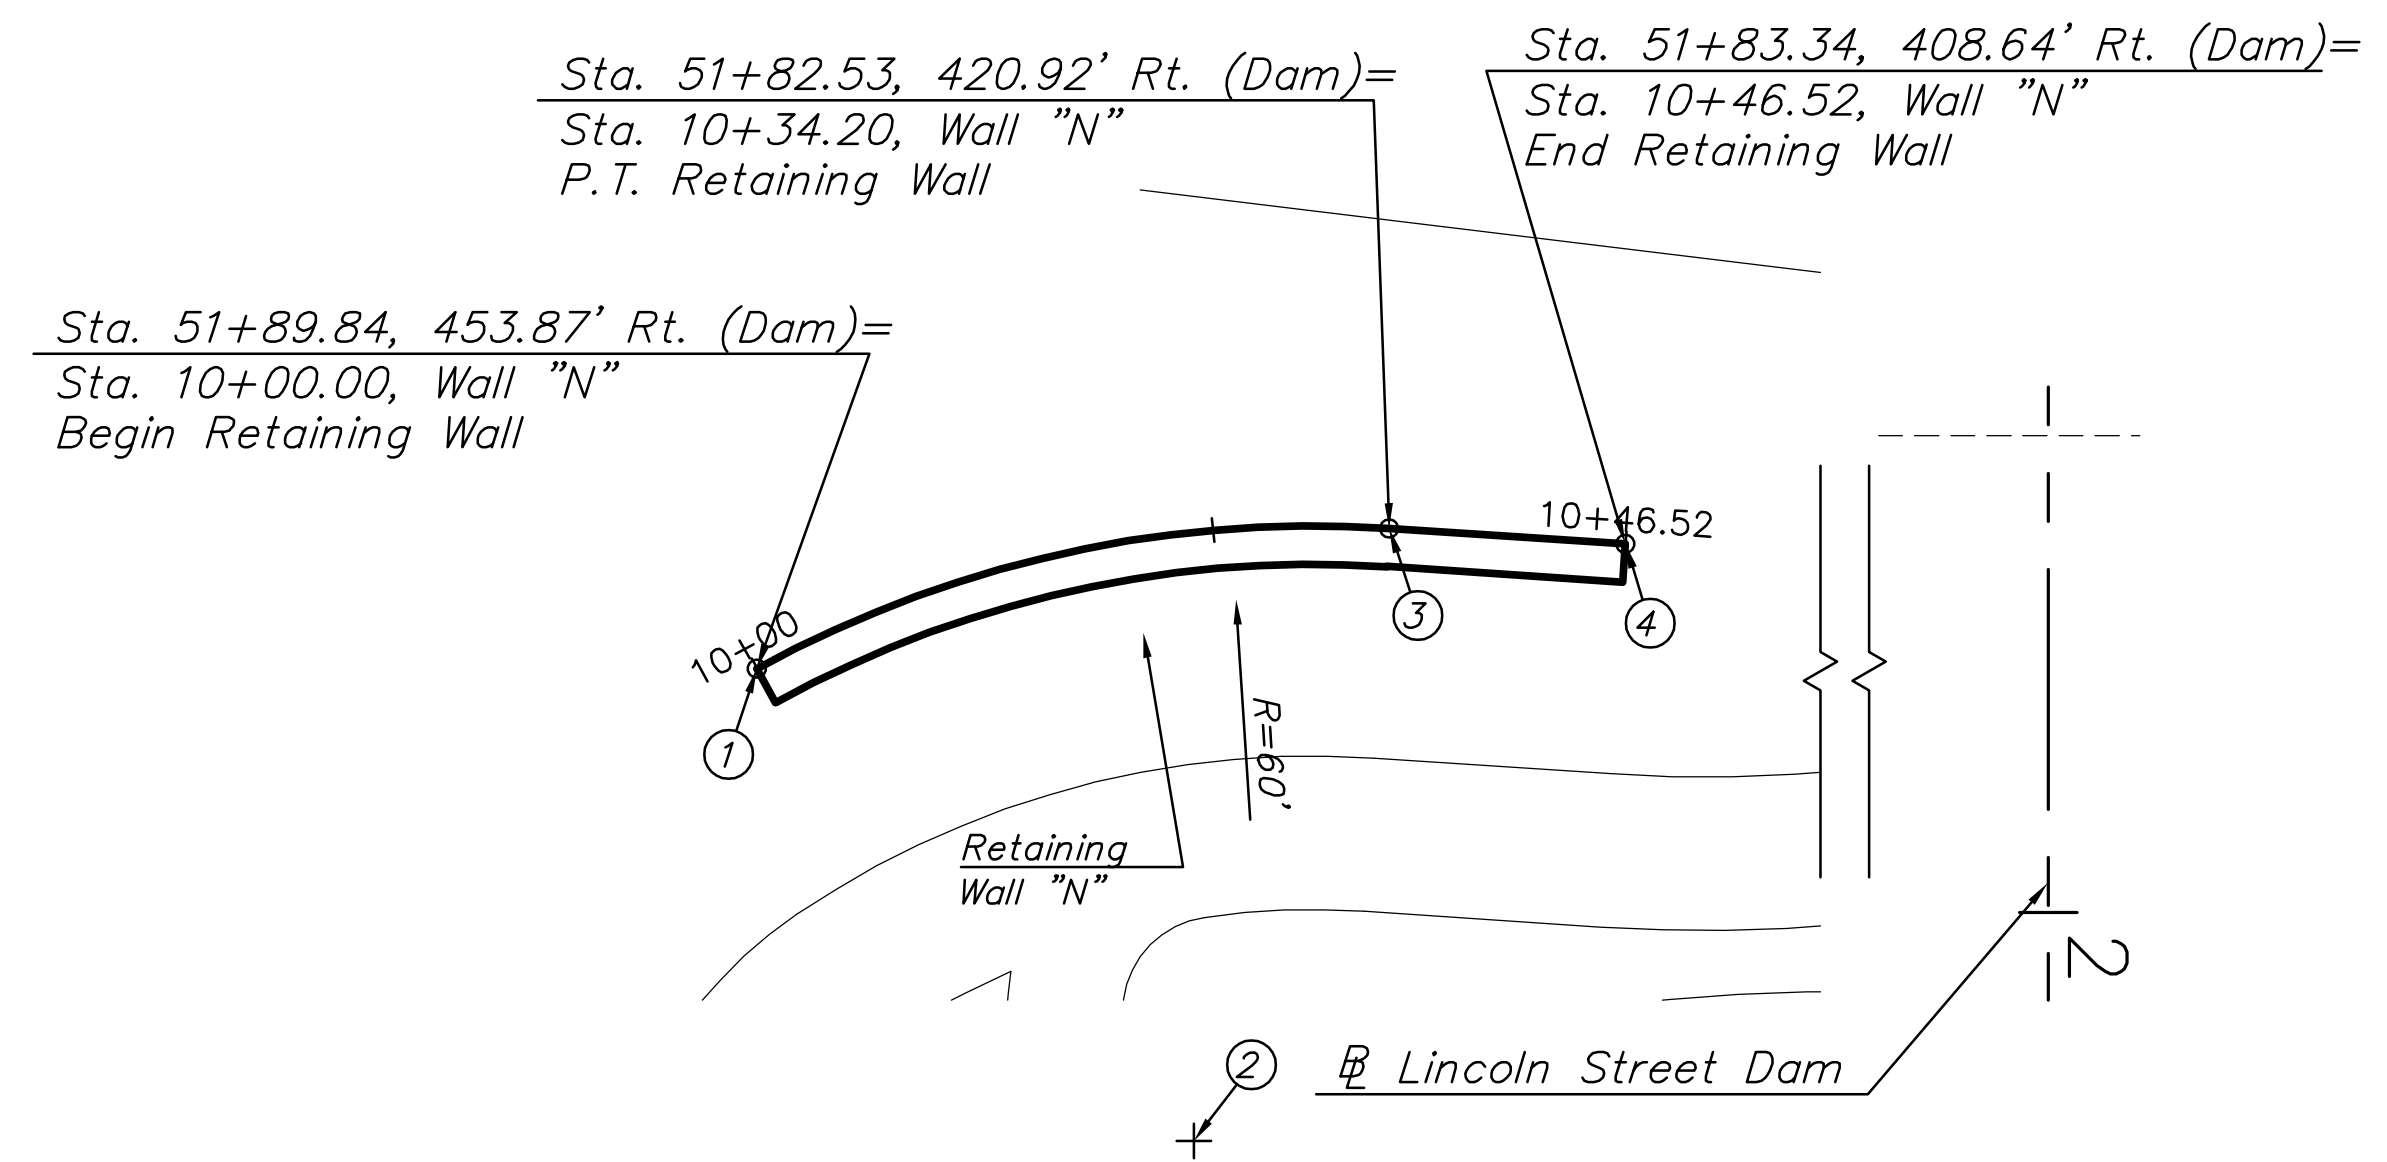 Sta. 51+82.53, 420.92' Rt. (Dam)=
Sta. 10+34.20, Wall "N"
P.T. Retaining Wall
Sta. 51+83.34, 408.64' Rt. (Dam)=
Sta. 10+46.52, Wall "N"
End Retaining Wall
Sta. 51+89.84, 453.87' Rt. (Dam)=
Sta. 10+00.00, Wall "N"
Begin Retaining Wall
10+46.52
10+00
3
4
1
R=60'
Retaining
Wall "N"
2
2
BL Lincoln Street Dam